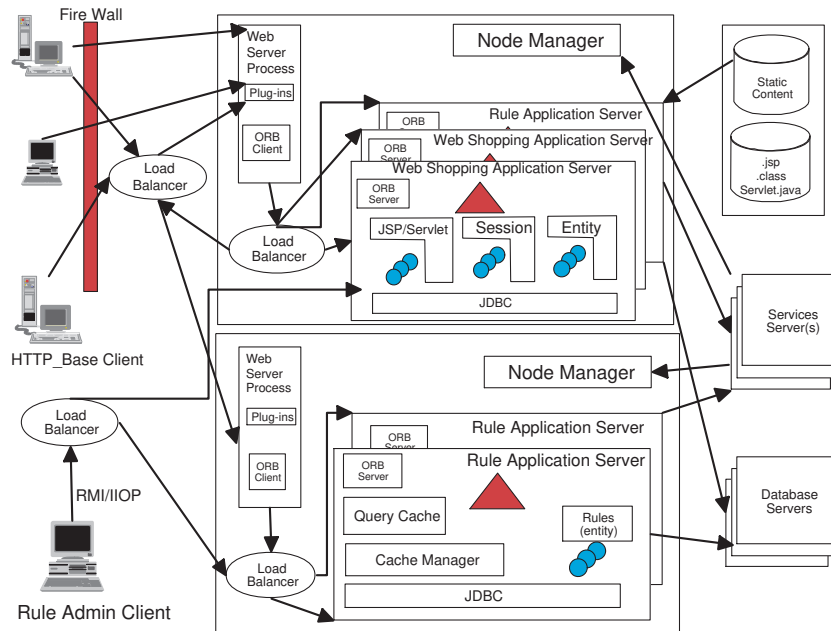 Fire Wall
Web
Server
Process
Plug-ins
ORB
Client
Node Manager
Static
Content
.jsp
.class
Servlet.java
Rule Application Server
ORB
Web Shopping Application Server
ORB
Server
Web Shopping Application Server
ORB
Server
JSP/Servlet
Session
Entity
JDBC
Load
Balancer
Load
Balancer
HTTP_Base Client
Services
Server(s)
Web
Server
Process
Plug-ins
ORB
Client
Node Manager
Rule Application Server
ORB
Server
Rule Application Server
ORB
Server
Query Cache
Rules
(entity)
Cache Manager
JDBC
Load
Balancer
Load
Balancer
RMI/IIOP
Rule Admin Client
Database
Servers